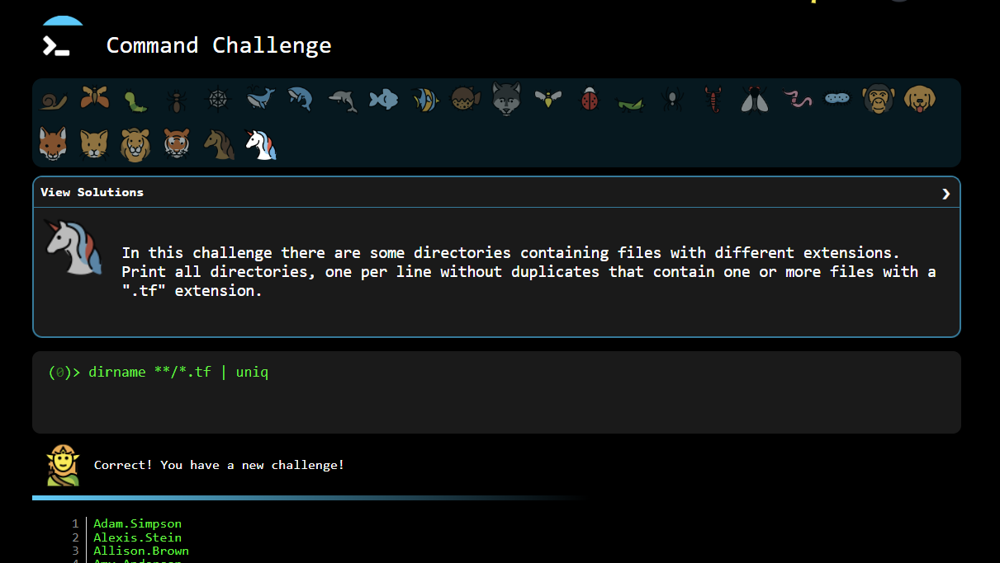 Command Challenge
View Solutions
In this challenge there are some directories containing files with different extensions.
Print all directories, one per line without duplicates that contain one or more files with a
".tf" extension.
(0)> dirname **/*.tf | uniq
Correct! You have a new challenge!
1 Adam.Simpson
2 Alexis.Stein
3 Allison.Brown